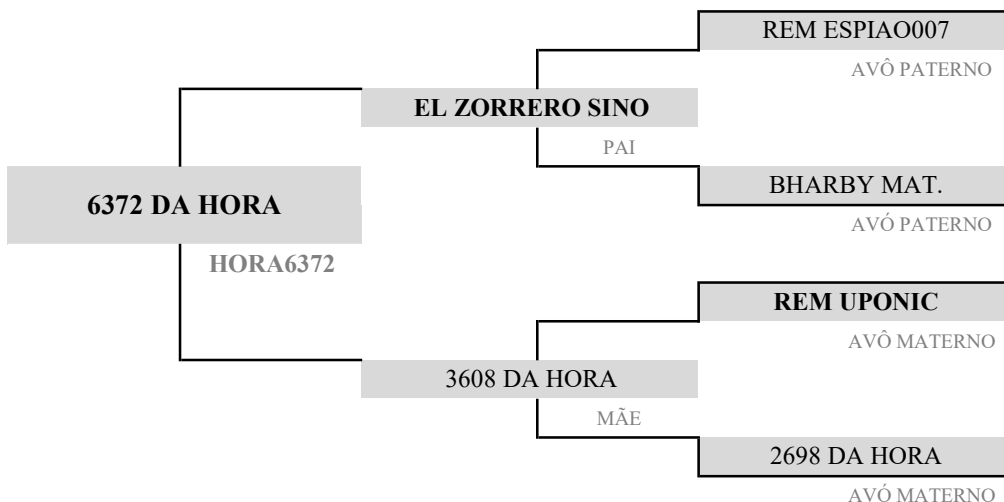 REM ESPIAO007
AVÔ PATERNO
EL ZORRERO SINO
PAI
BHARBY MAT.
AVÓ PATERNO
6372 DA HORA
HORA6372
REM UPONIC
AVÔ MATERNO
3608 DA HORA
MÃE
2698 DA HORA
AVÓ MATERNO